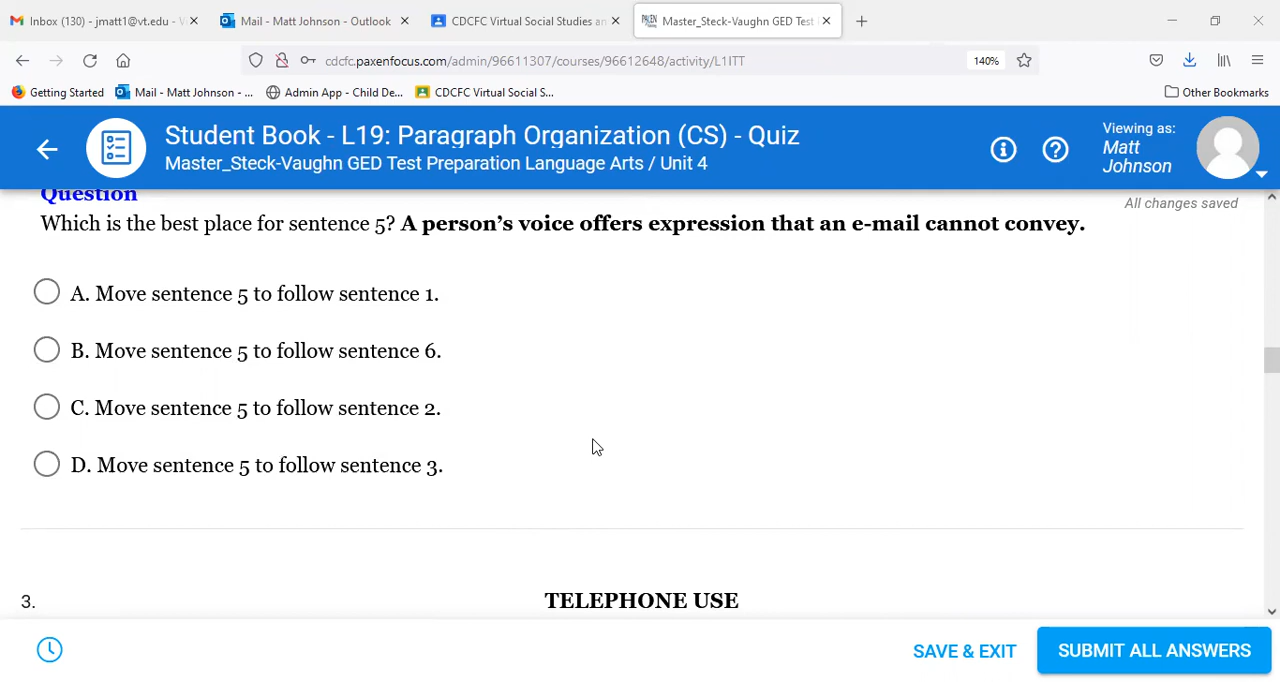 Inbox (130) - jmatt1@vt.edu - V
Mail - Matt Johnson - Outlook
CDCFC Virtual Social Studies an
PAXEN
Master_Steck-Vaughn GED Test
cdcfc.paxenfocus.com/admin/96611307/courses/96612648/activity/L1ITT
140%
Getting Started
Mail - Matt Johnson - ...
Admin App - Child De...
CDCFC Virtual Social S...
Other Bookmarks
Student Book - L19: Paragraph Organization (CS) - Quiz
Master_Steck-Vaughn GED Test Preparation Language Arts / Unit 4
Viewing as:
Matt
Johnson
Question
All changes saved
Which is the best place for sentence 5? A person’s voice offers expression that an e-mail cannot convey.
A. Move sentence 5 to follow sentence 1.
B. Move sentence 5 to follow sentence 6.
C. Move sentence 5 to follow sentence 2.
D. Move sentence 5 to follow sentence 3.
3.
TELEPHONE USE
SAVE & EXIT
SUBMIT ALL ANSWERS